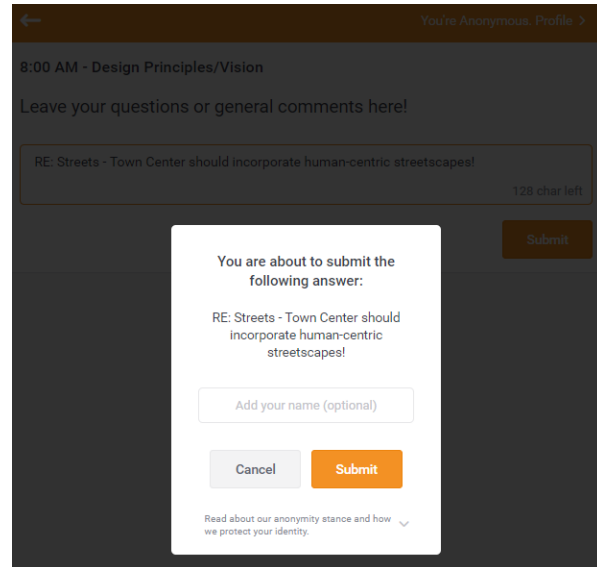 You're Anonymous. Profile >
8:00 AM - Design Principles/Vision
Leave your questions or general comments here!
RE: Streets - Town Center should incorporate human-centric streetscapes!
128 char left
Submit
You are about to submit the
following answer:
RE: Streets - Town Center should
incorporate human-centric
streetscapes!
Add your name (optional)
Cancel
Submit
Read about our anonymity stance and how
we protect your identity.